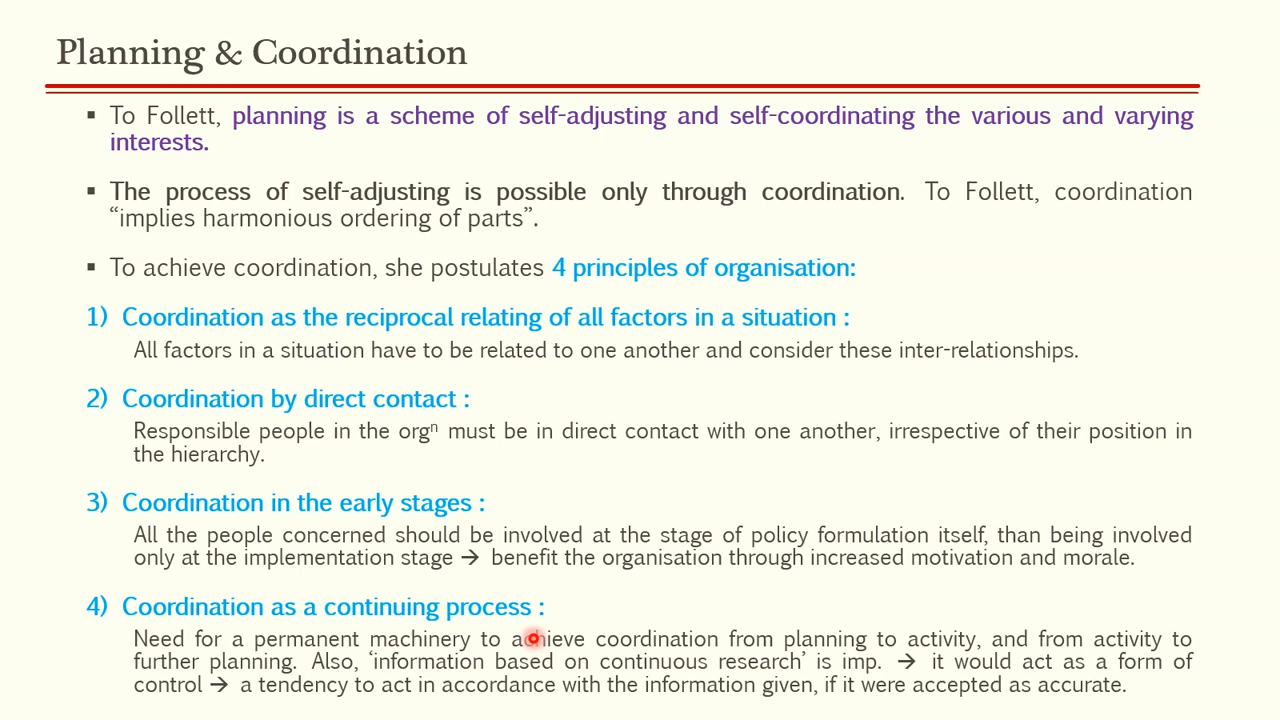 Planning & Coordination
▪ To Follett, planning is a scheme of self-adjusting and self-coordinating the various and varying
interests.
▪ The process of self-adjusting is possible only through coordination. To Follett, coordination
“implies harmonious ordering of parts”.
▪ To achieve coordination, she postulates 4 principles of organisation:
1) Coordination as the reciprocal relating of all factors in a situation :
All factors in a situation have to be related to one another and consider these inter-relationships.
2) Coordination by direct contact :
Responsible people in the orgⁿ must be in direct contact with one another, irrespective of their position in
the hierarchy.
3) Coordination in the early stages :
All the people concerned should be involved at the stage of policy formulation itself, than being involved
only at the implementation stage → benefit the organisation through increased motivation and morale.
4) Coordination as a continuing process :
Need for a permanent machinery to achieve coordination from planning to activity, and from activity to
further planning. Also, ‘information based on continuous research’ is imp. → it would act as a form of
control → a tendency to act in accordance with the information given, if it were accepted as accurate.